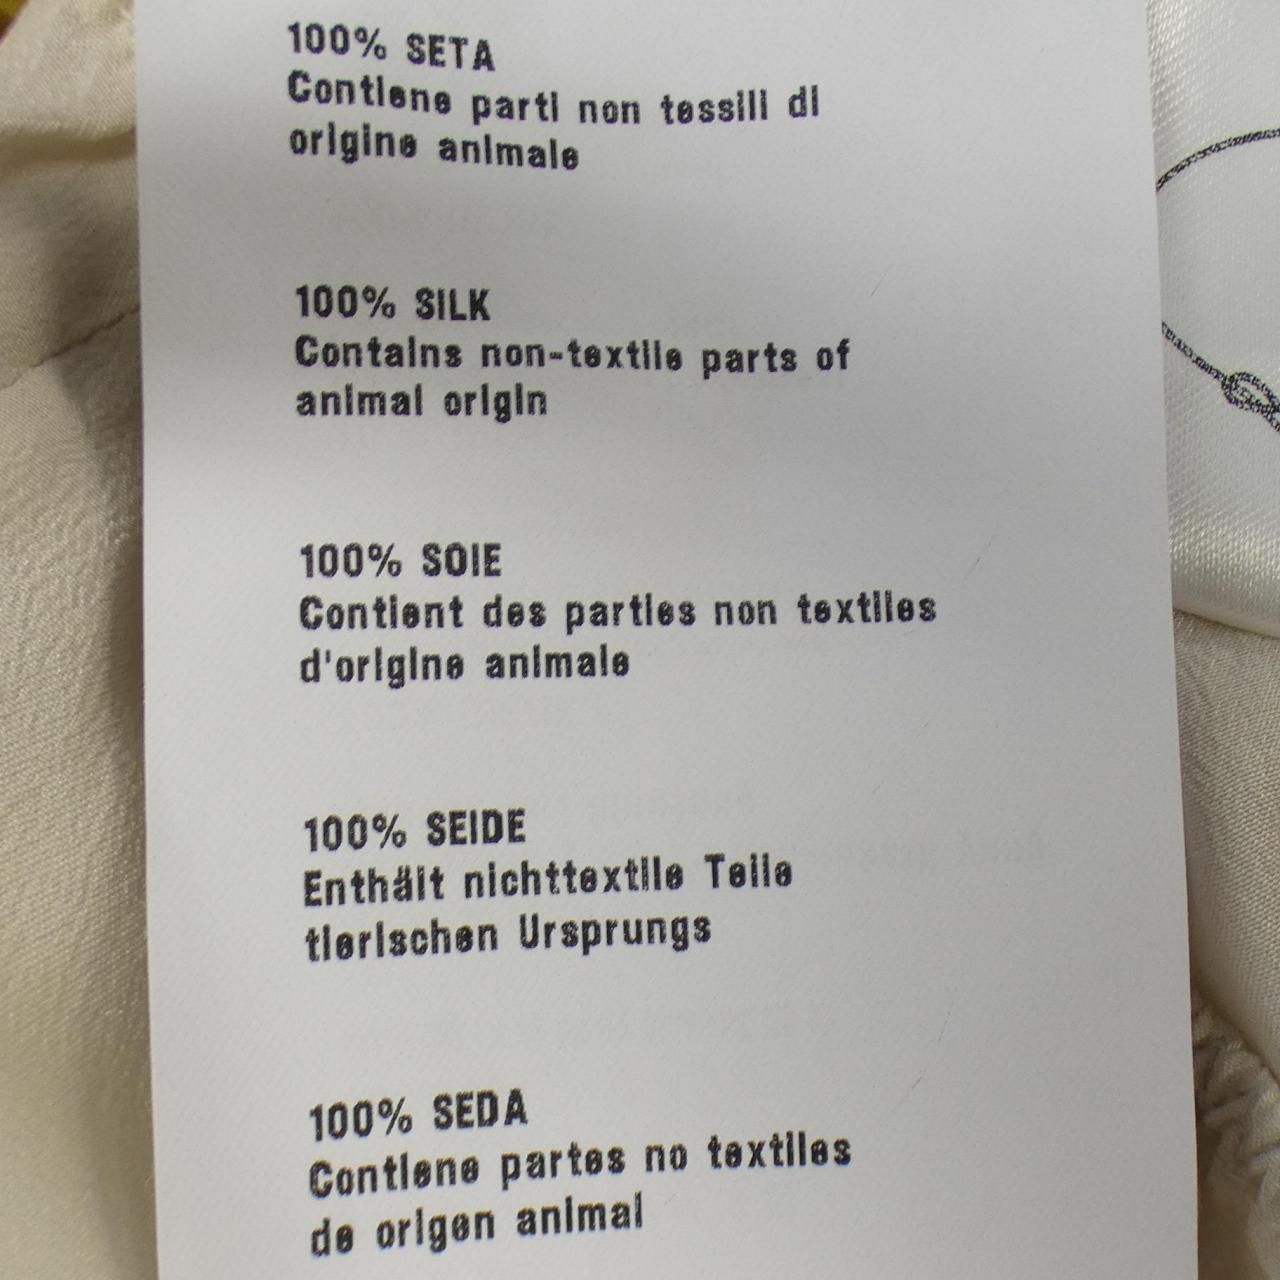 100% SETA
Contiene parti non tessili di
origine animale
100% SILK
Contains non-textile parts of
animal origin
100% SOIE
Contient des parties non textiles
d'origine animale
100% SEIDE
Enthält nichttextile Teile
tierischen Ursprungs
100% SEDA
Contiene partes no textiles
de origen animal